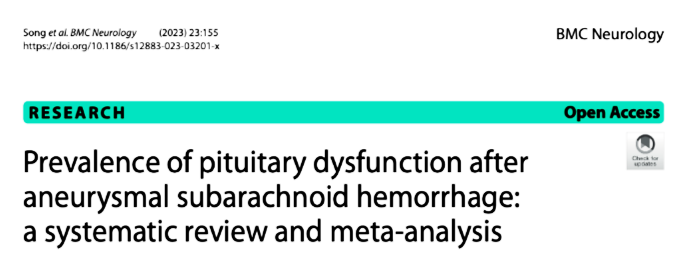 Song et al. BMC Neurology (2023) 23:155
https://doi.org/10.1186/s12883-023-03201-x
BMC Neurology
RESEARCH
Open Access
Check for
updates
Prevalence of pituitary dysfunction after
aneurysmal subarachnoid hemorrhage:
a systematic review and meta-analysis